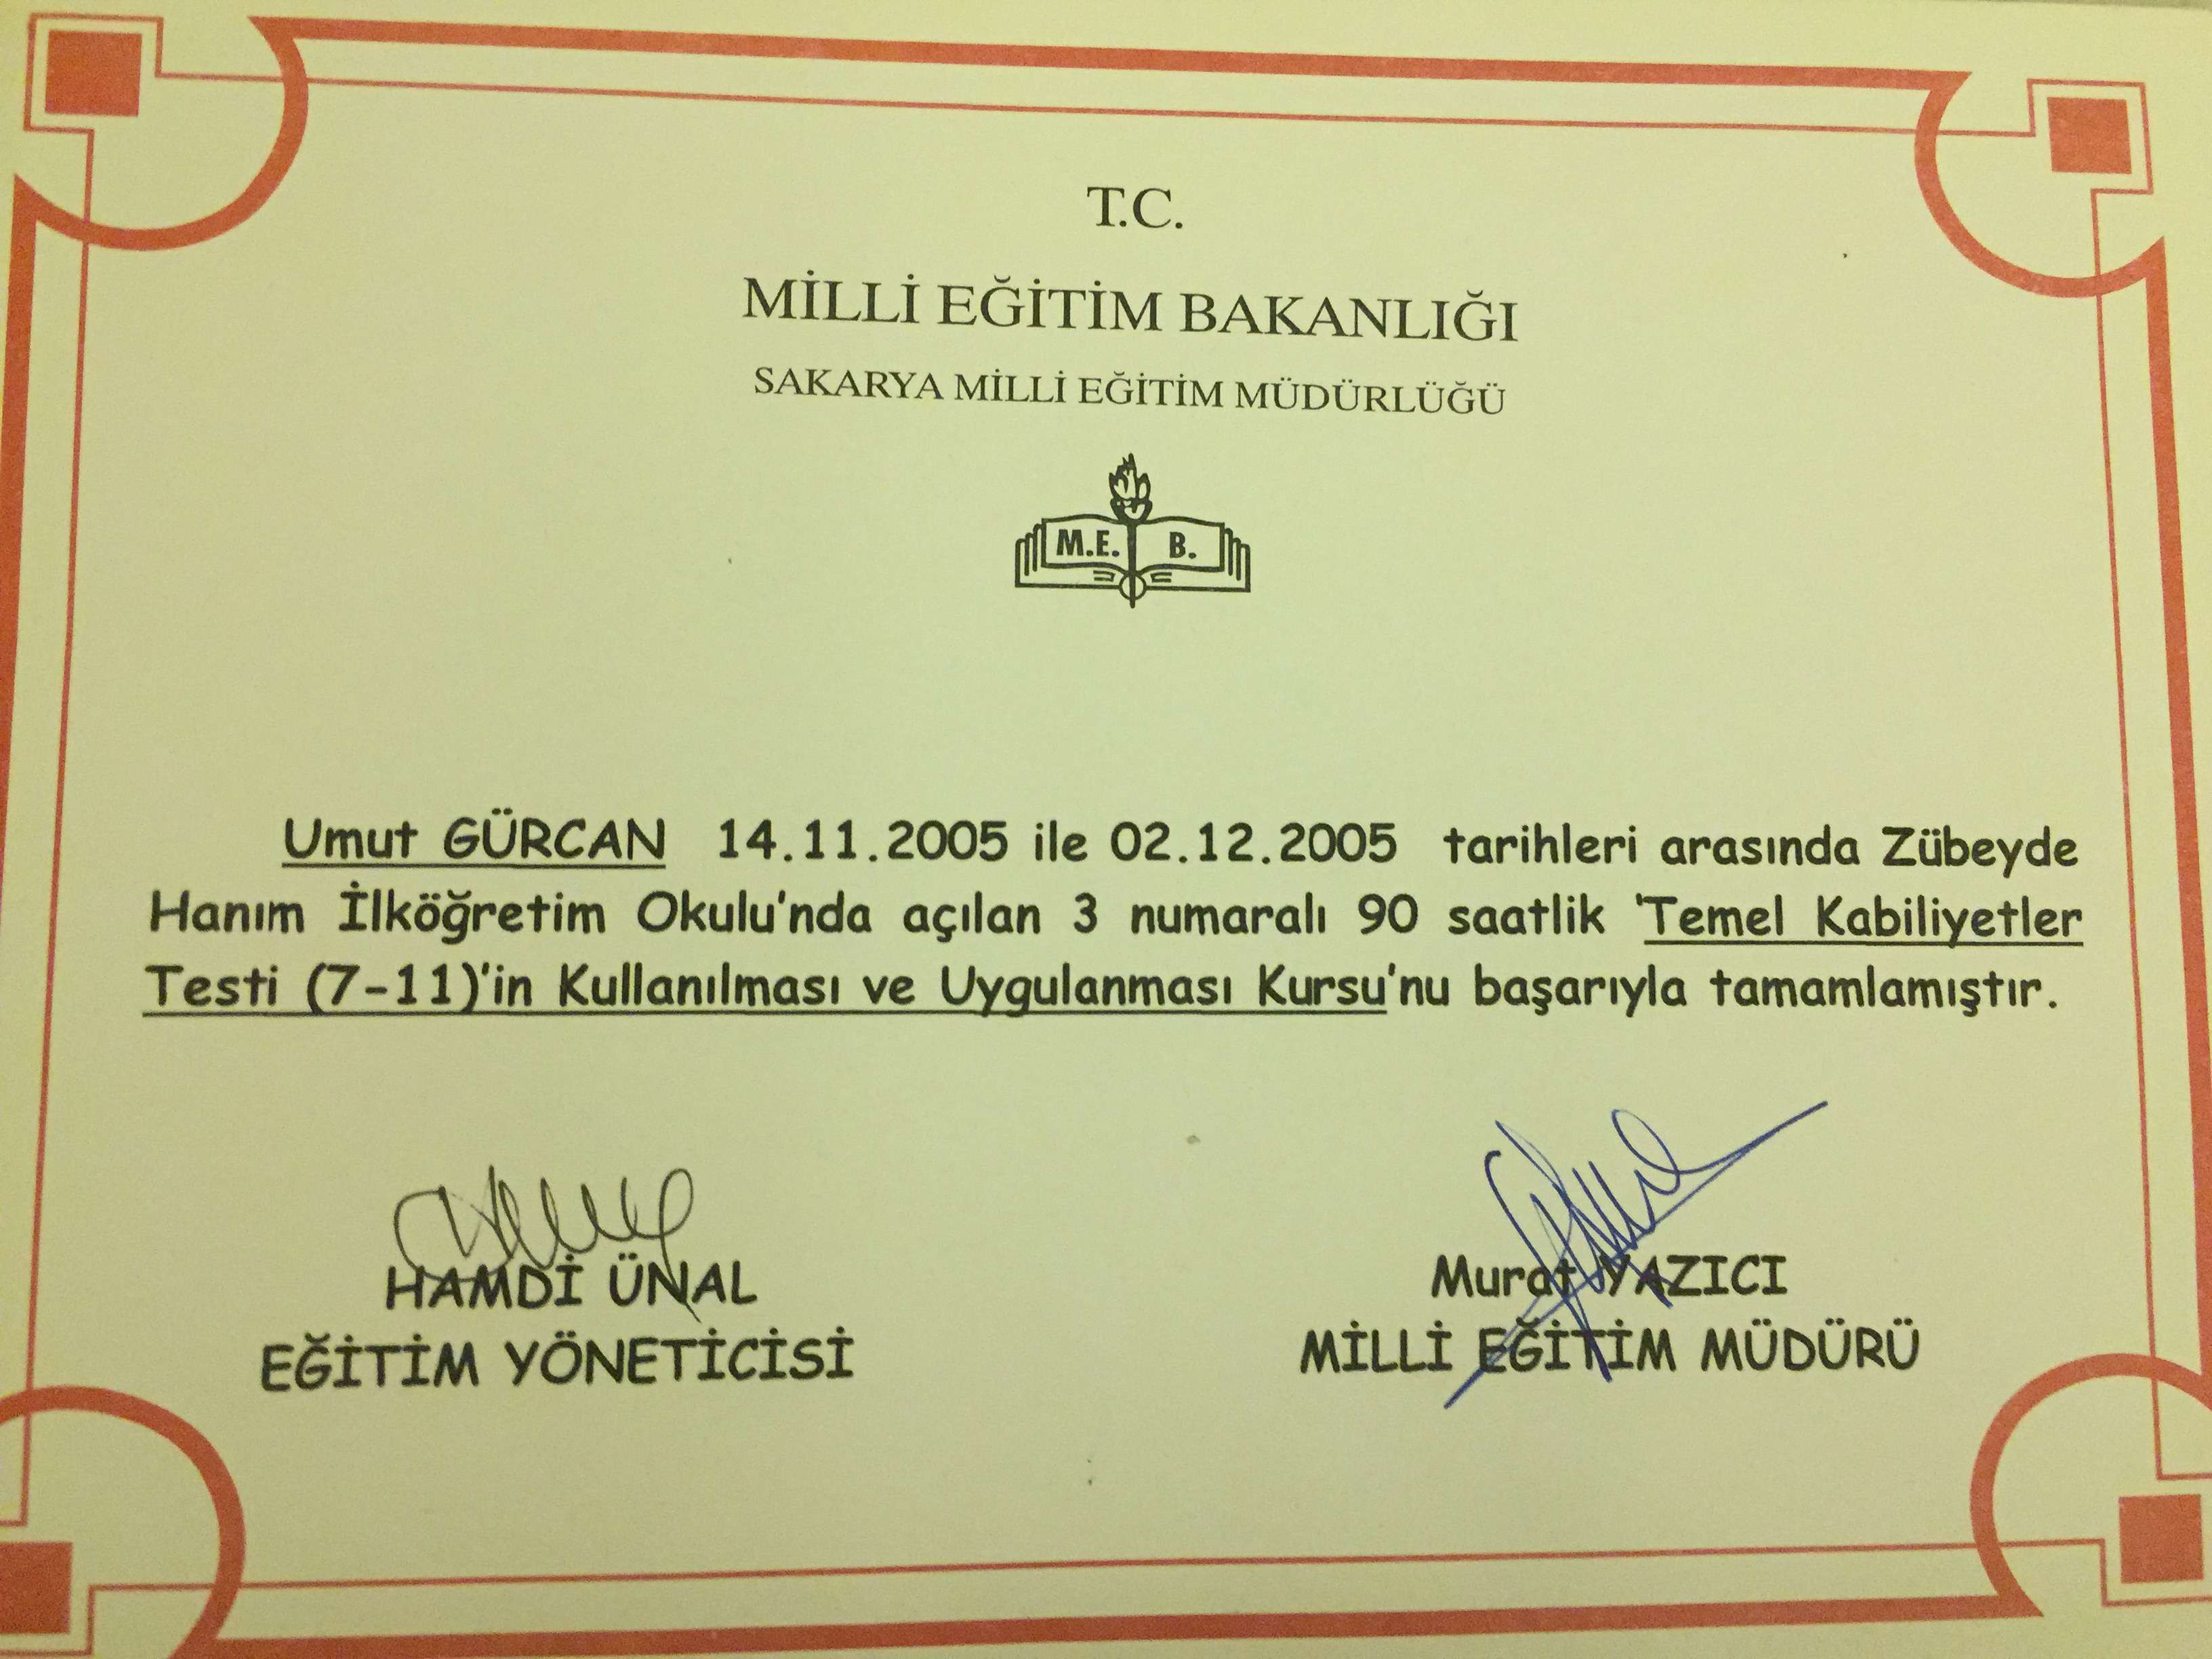 T.C.
MİLLİ EĞİTİM BAKANLIĞI
SAKARYA MİLLİ EĞİTİM MÜDÜRLÜĞÜ
M.E. B.
Umut GÜRCAN 14.11.2005 ile 02.12.2005 tarihleri arasında Zübeyde
Hanım İlköğretim Okulu'nda açılan 3 numaralı 90 saatlik 'Temel Kabiliyetler
Testi (7-11)'in Kullanılması ve Uygulanması Kursu'nu başarıyla tamamlamıştır.
HAMDİ ÜNAL
EĞİTİM YÖNETİCİSİ
Murat YAZICI
MİLLİ EĞİTİM MÜDÜRÜ